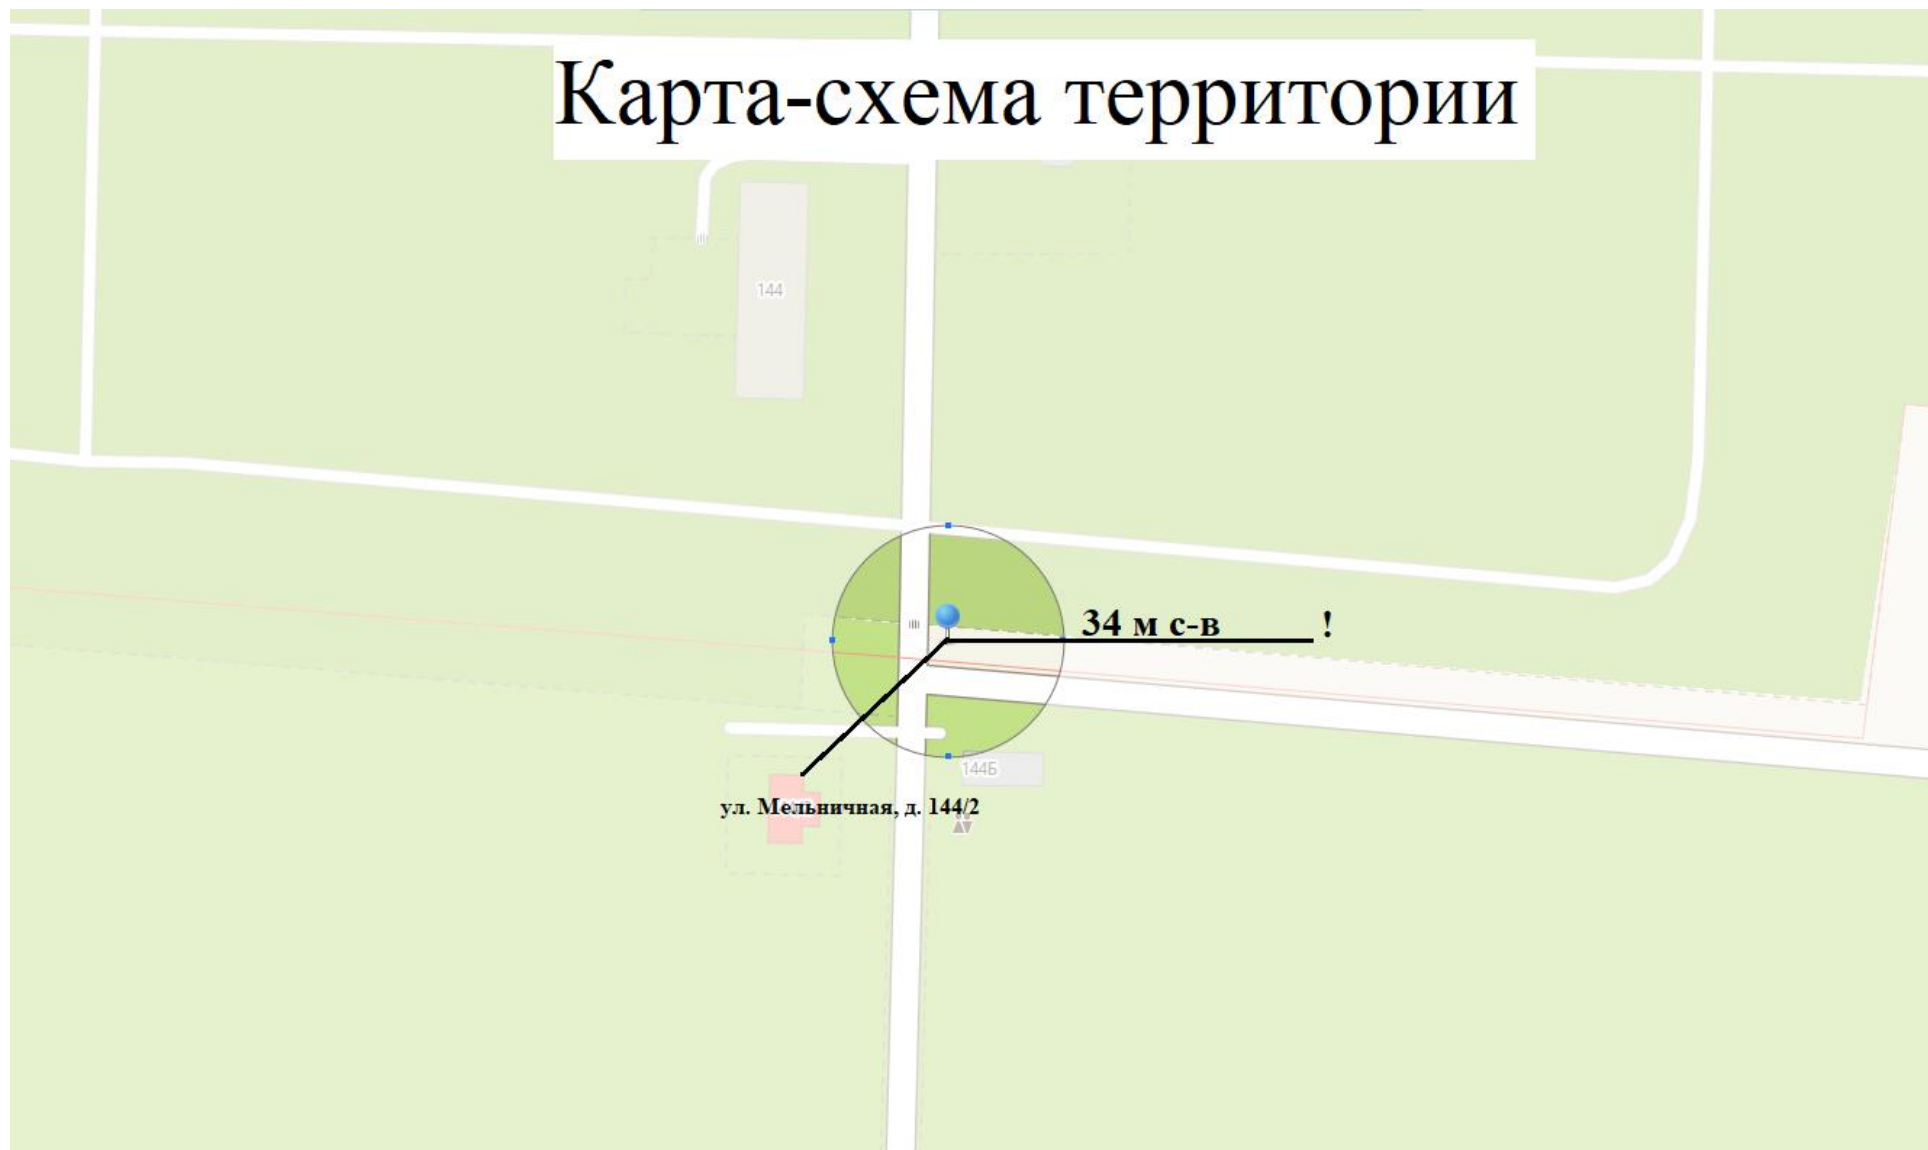 Карта-схема территории
144
34 м с-в !
144Б
ул. Мельничная, д. 144/2